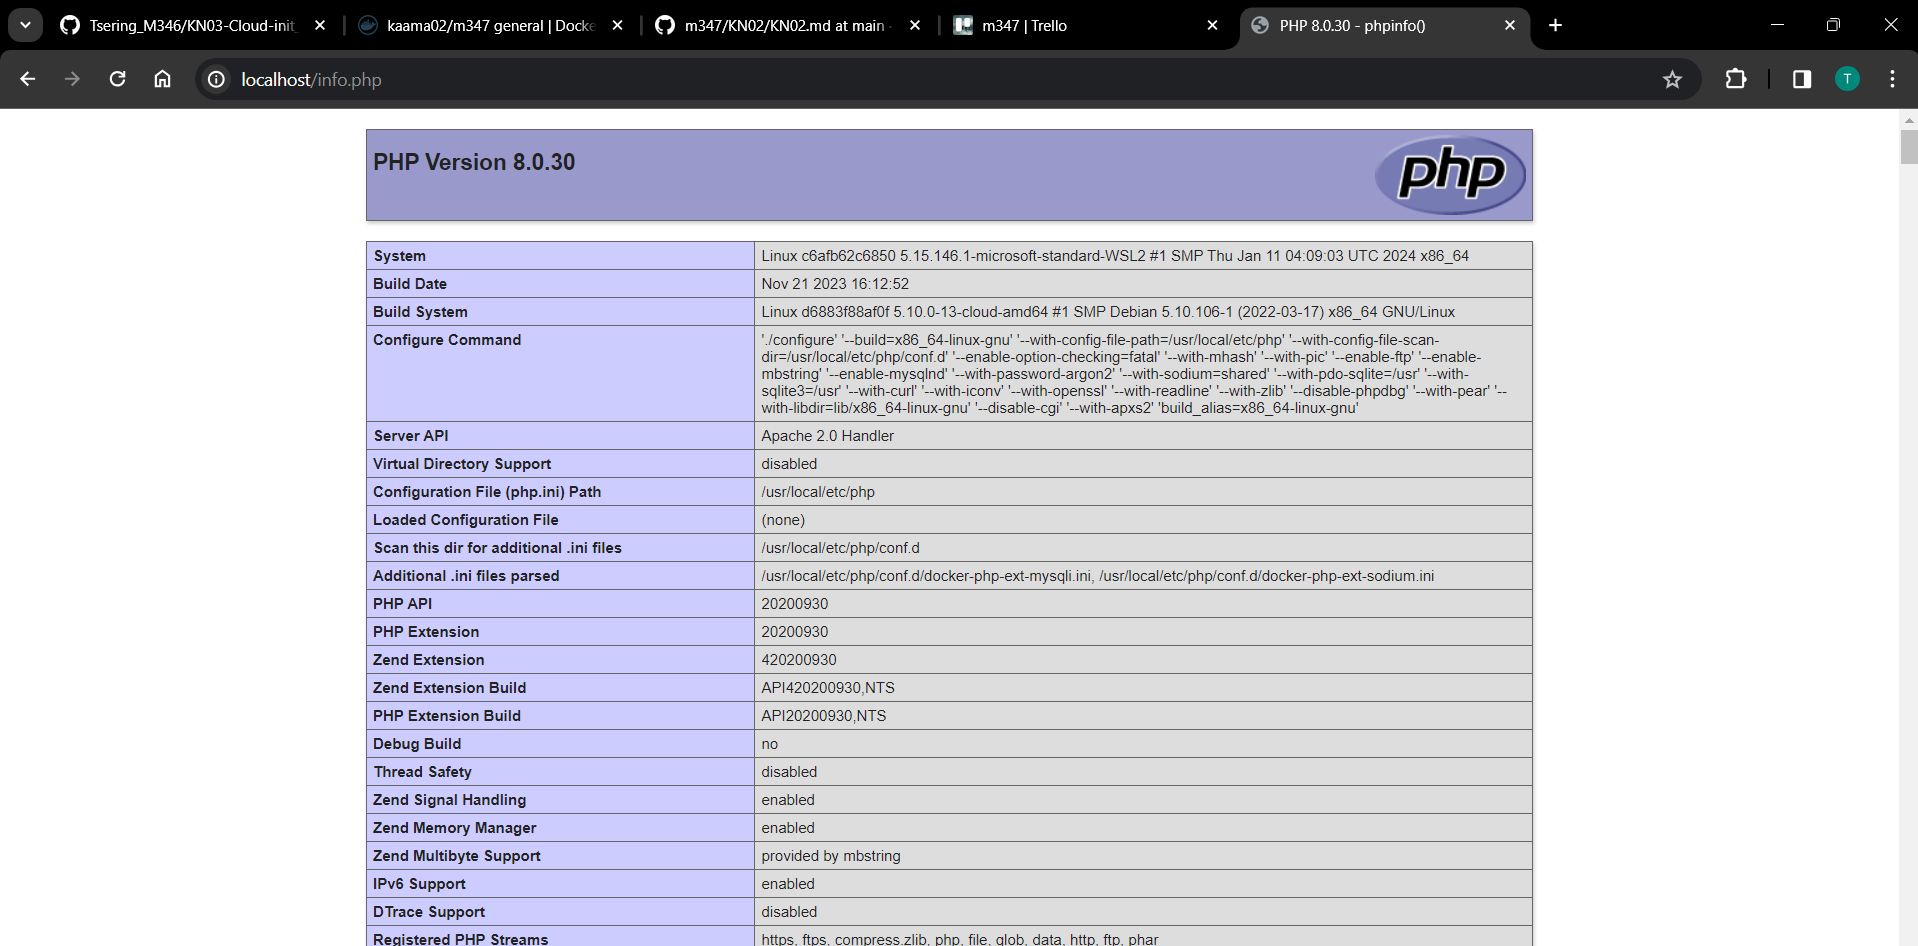 Tsering_M346/KN03-Cloud-init_
kaama02/m347 general | Docke
m347/KN02/KN02.md at main ·
m347 | Trello
PHP 8.0.30 - phpinfo()
localhost/info.php
T
PHP Version 8.0.30
php
System Linux c6afb62c6850 5.15.146.1-microsoft-standard-WSL2 #1 SMP Thu Jan 11 04:09:03 UTC 2024 x86_64
Build Date Nov 21 2023 16:12:52
Build System Linux d6883f88af0f 5.10.0-13-cloud-amd64 #1 SMP Debian 5.10.106-1 (2022-03-17) x86_64 GNU/Linux
Configure Command './configure' '--build=x86_64-linux-gnu' '--with-config-file-path=/usr/local/etc/php' '--with-config-file-scan-
dir=/usr/local/etc/php/conf.d' '--enable-option-checking=fatal' '--with-mhash' '--with-pic' '--enable-ftp' '--enable-
mbstring' '--enable-mysqlnd' '--with-password-argon2' '--with-sodium=shared' '--with-pdo-sqlite=/usr' '--with-
sqlite3=/usr' '--with-curl' '--with-iconv' '--with-openssl' '--with-readline' '--with-zlib' '--disable-phpdbg' '--with-pear' '--
with-libdir=lib/x86_64-linux-gnu' '--disable-cgi' '--with-apxs2' 'build_alias=x86_64-linux-gnu'
Server API Apache 2.0 Handler
Virtual Directory Support disabled
Configuration File (php.ini) Path /usr/local/etc/php
Loaded Configuration File (none)
Scan this dir for additional .ini files /usr/local/etc/php/conf.d
Additional .ini files parsed /usr/local/etc/php/conf.d/docker-php-ext-mysqli.ini, /usr/local/etc/php/conf.d/docker-php-ext-sodium.ini
PHP API 20200930
PHP Extension 20200930
Zend Extension 420200930
Zend Extension Build API420200930,NTS
PHP Extension Build API20200930,NTS
Debug Build no
Thread Safety disabled
Zend Signal Handling enabled
Zend Memory Manager enabled
Zend Multibyte Support provided by mbstring
IPv6 Support enabled
DTrace Support disabled
Registered PHP Streams https, ftps, compress.zlib, php, file, glob, data, http, ftp, phar